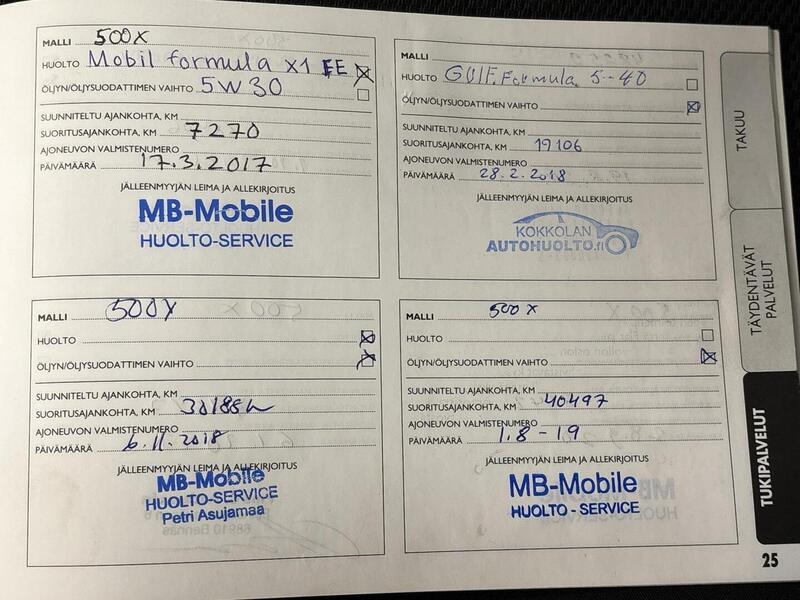 MALLI 500X
HUOLTO Mobil formula x1 FE
ÖLJYN/ÖLJYSUODATTIMEN VAIHTO 5W30
SUUNNITELTU AJANKOHTA, KM
SUORITUSAJANKOHTA, KM 7270
AJONEUVON VALMISTENUMERO
PÄIVÄMÄÄRÄ 17.3.2017
JÄLLEENMYYJÄN LEIMA JA ALLEKIRJOITUS
MB-Mobile
HUOLTO-SERVICE
MALLI
HUOLTO GULF Formula 5-40
ÖLJYN/ÖLJYSUODATTIMEN VAIHTO
SUUNNITELTU AJANKOHTA, KM
SUORITUSAJANKOHTA, KM 19106
AJONEUVON VALMISTENUMERO
PÄIVÄMÄÄRÄ 28.2.2018
JÄLLEENMYYJÄN LEIMA JA ALLEKIRJOITUS
KOKKOLAN
AUTOHUOLTO.fi
MALLI 500X
HUOLTO
ÖLJYN/ÖLJYSUODATTIMEN VAIHTO
SUUNNITELTU AJANKOHTA, KM
SUORITUSAJANKOHTA, KM
AJONEUVON VALMISTENUMERO
PÄIVÄMÄÄRÄ 6.11.2018
JÄLLEENMYYJÄN LEIMA JA ALLEKIRJOITUS
MB-Mobile
HUOLTO-SERVICE
Petri Asujamaa
68910 Bennäs
MALLI 500X
HUOLTO
ÖLJYN/ÖLJYSUODATTIMEN VAIHTO
SUUNNITELTU AJANKOHTA, KM
SUORITUSAJANKOHTA, KM 40497
AJONEUVON VALMISTENUMERO
PÄIVÄMÄÄRÄ 1.8-19
JÄLLEENMYYJÄN LEIMA JA ALLEKIRJOITUS
MB-Mobile
HUOLTO - SERVICE
TAKUU
TÄYDENTÄVÄT
PALVELUT
TUKIPALVELUT
25